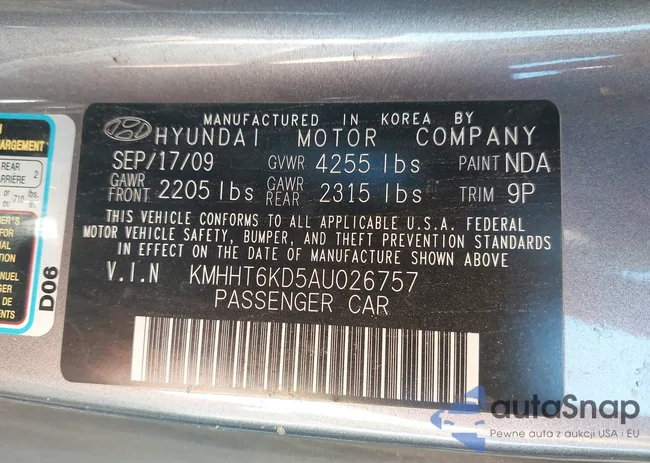 MANUFACTURED IN KOREA BY
HYUNDAI MOTOR COMPANY
SEP/17/09 GVWR 4255 lbs PAINT NDA
GAWR FRONT 2205 lbs GAWR REAR 2315 lbs TRIM 9P
THIS VEHICLE CONFORMS TO ALL APPLICABLE U.S.A. FEDERAL
MOTOR VEHICLE SAFETY, BUMPER, AND THEFT PREVENTION STANDARDS
IN EFFECT ON THE DATE OF MANUFACTURE SHOWN ABOVE.
V.I.N KMHHT6KD5AU026757
PASSENGER CAR
REAR 2
D06
autoSnap
Pewne auta z aukcji USA i EU